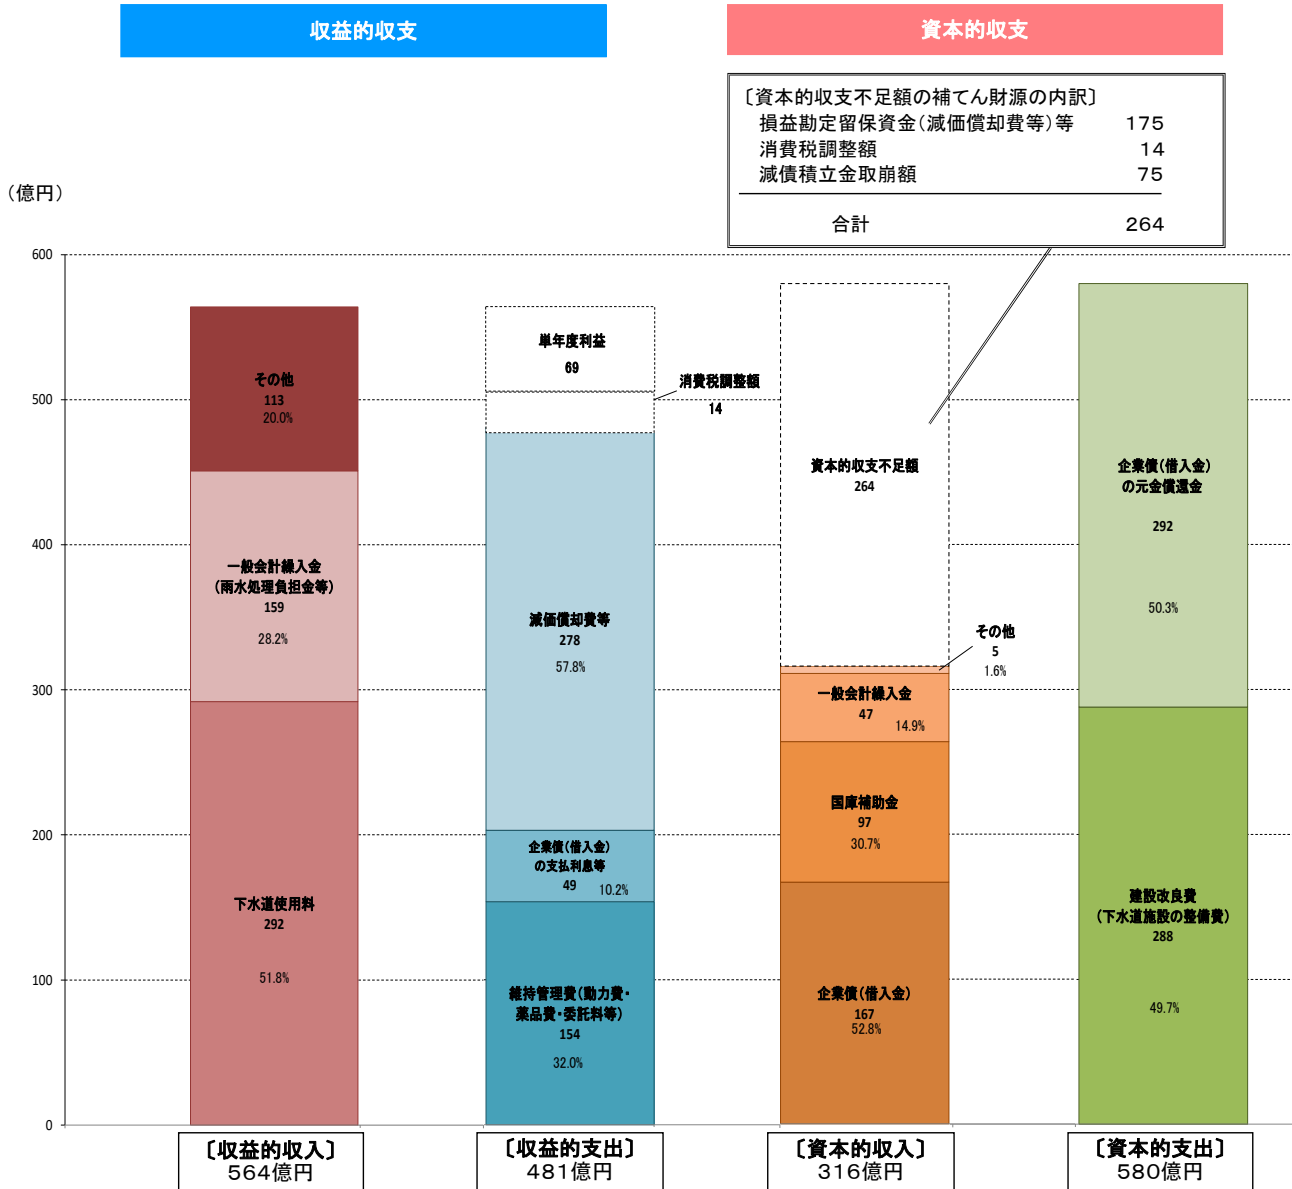 収益的収支
資本的収支
〔資本的収支不足額の補てん財源の内訳〕
損益勘定留保資金(減価償却費等)等 175
消費税調整額 14
減債積立金取崩額 75
合計 264
(億円)
600
500
400
300
200
100
0
その他
113
20.0%
一般会計繰入金
(雨水処理負担金等)
159
28.2%
下水道使用料
292
51.8%
〔収益的収入〕
564億円
単年度利益
69
消費税調整額
14
減価償却費等
278
57.8%
企業債(借入金)
の支払利息等
49 10.2%
維持管理費(動力費・
薬品費・委託料等)
154
32.0%
〔収益的支出〕
481億円
資本的収支不足額
264
その他
5
1.6%
一般会計繰入金
47
14.9%
国庫補助金
97
30.7%
企業債(借入金)
167
52.8%
〔資本的収入〕
316億円
企業債(借入金)
の元金償還金
292
50.3%
建設改良費
(下水道施設の整備費)
288
49.7%
〔資本的支出〕
580億円